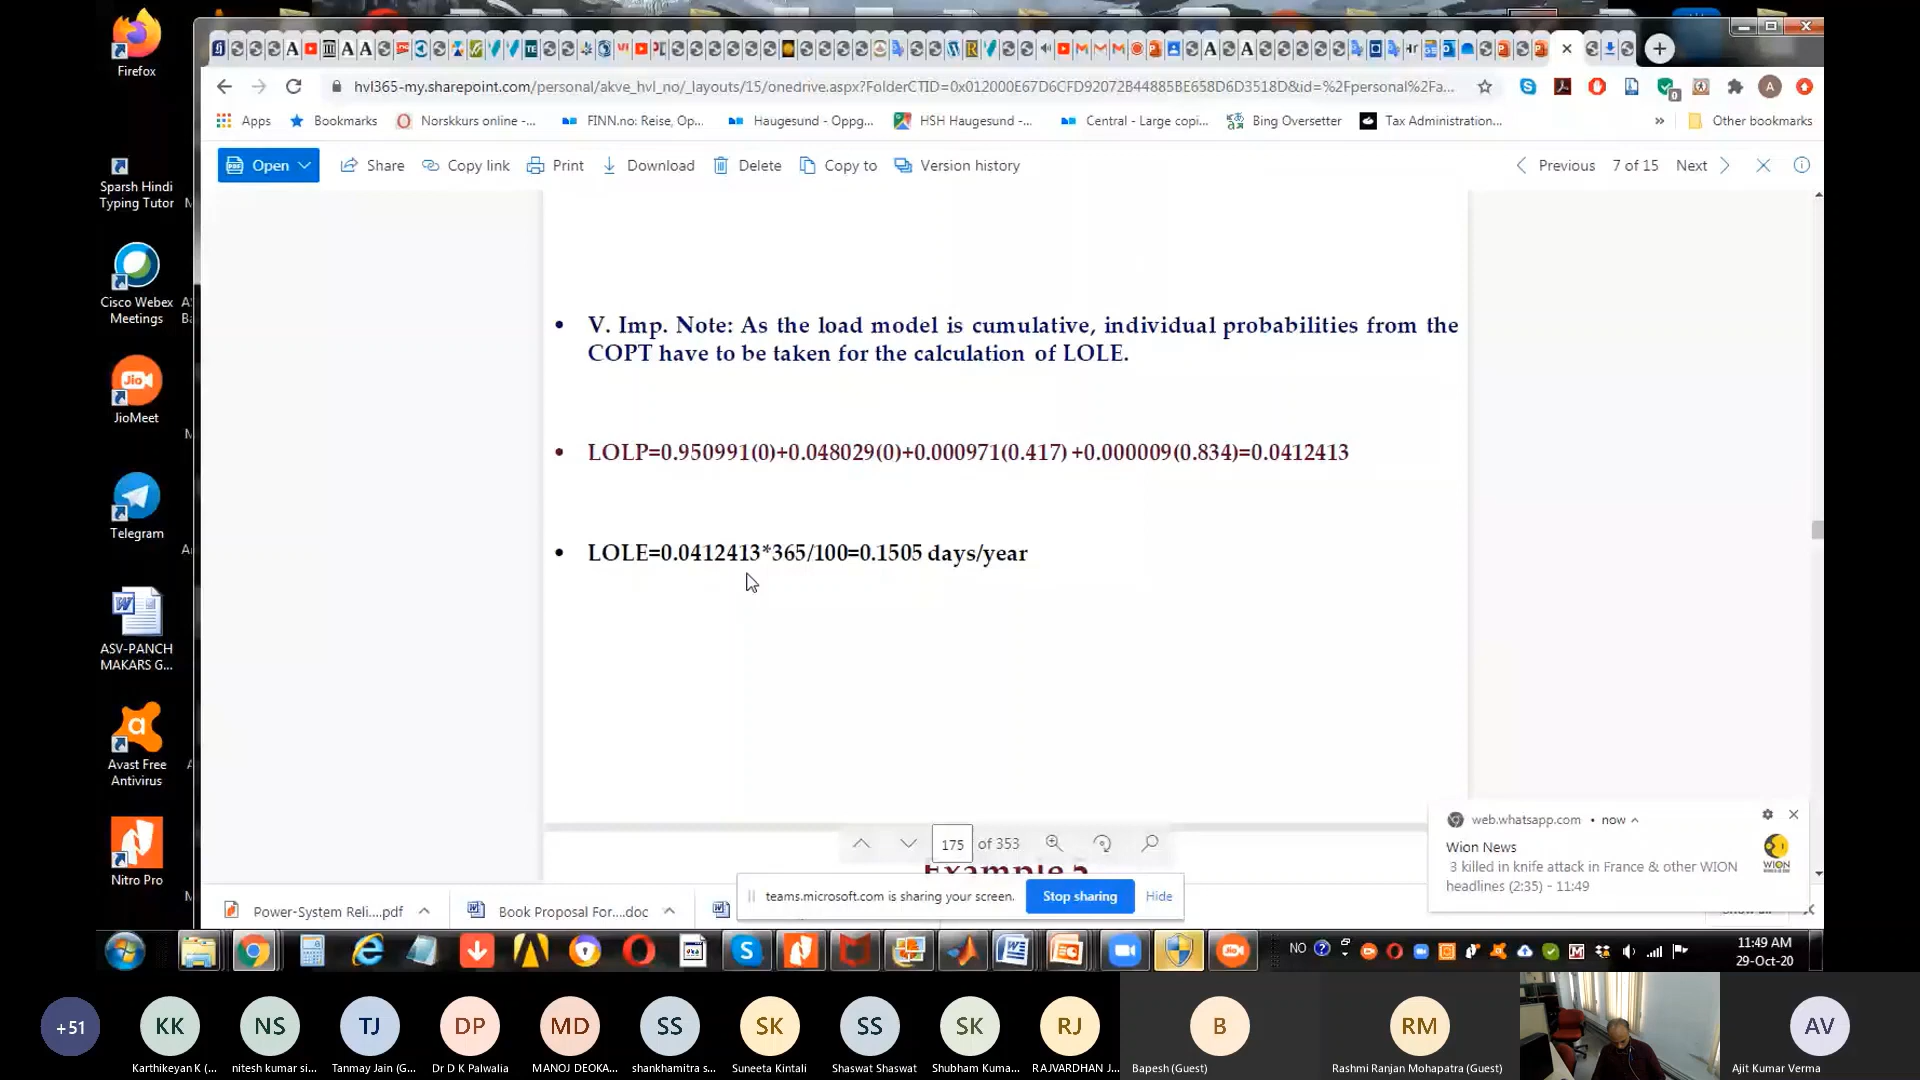 Firefox
Sparsh Hindi
Typing Tutor
Cisco Webex
Meetings
JioMeet
Telegram
ASV-PANCH
MAKARS G...
Avast Free
Antivirus
Nitro Pro
hvl365-my.sharepoint.com/personal/akve_hvl_no/_layouts/15/onedrive.aspx?FolderCTID=0x012000E67D6CFD92072B44885BE658D6D3518D&id=%2Fpersonal%2Fa...
Apps Bookmarks Norskkurs online -... FINN.no: Reise, Op... Haugesund - Oppg... HSH Haugesund -... Central - Large copi... Bing Oversetter Tax Administration... » Other bookmarks
Open Share Copy link Print Download Delete Copy to Version history Previous 7 of 15 Next
• V. Imp. Note: As the load model is cumulative, individual probabilities from the
COPT have to be taken for the calculation of LOLE.
• LOLP=0.950991(0)+0.048029(0)+0.000971(0.417) +0.000009(0.834)=0.0412413
• LOLE=0.0412413*365/100=0.1505 days/year
175 of 353
Example 5
web.whatsapp.com • now
Wion News
3 killed in knife attack in France & other WION
headlines (2:35) - 11:49
WION
teams.microsoft.com is sharing your screen. Stop sharing Hide
Power-System Reli....pdf Book Proposal For....doc
NO
11:49 AM
29-Oct-20
+51 KK NS TJ DP MD SS SK SS SK RJ B RM AV
Karthikeyan K (... nitesh kumar si... Tanmay Jain (G... Dr D K Palwalia MANOJ DEOKA... shankhamitra s... Suneeta Kintali Shaswat Shaswat Shubham Kuma... RAJVARDHAN J... Bapesh (Guest) Rashmi Ranjan Mohapatra (Guest) Ajit Kumar Verma